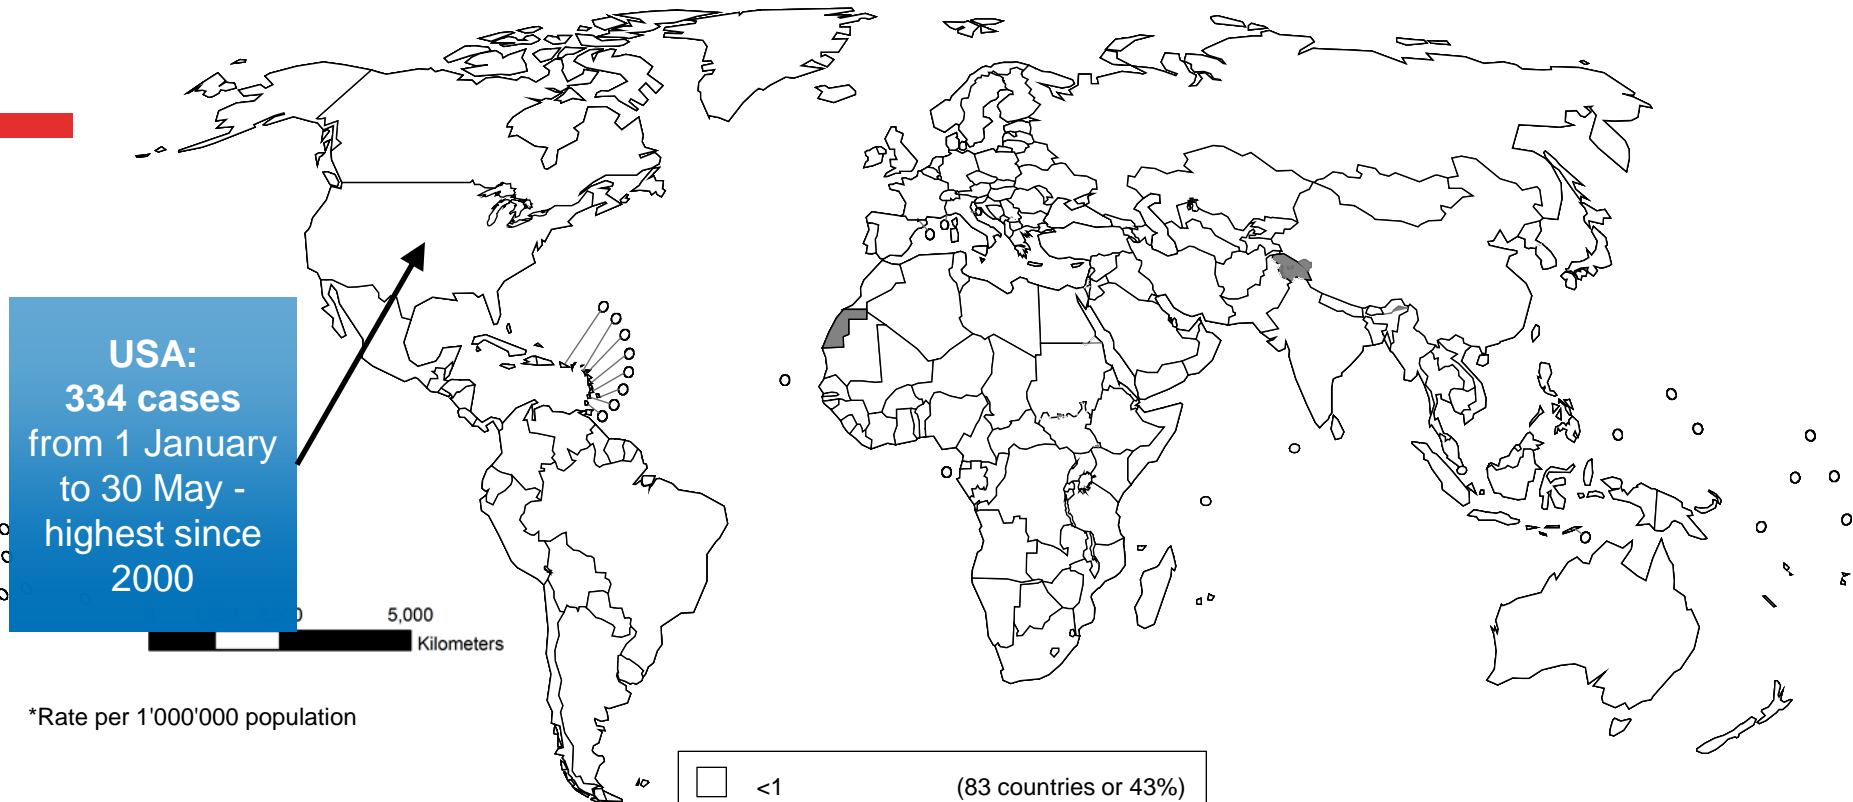 USA:
334 cases
from 1 January
to 30 May -
highest since
2000
0 5,000
Kilometers
*Rate per 1'000'000 population
<1 (83 countries or 43%)